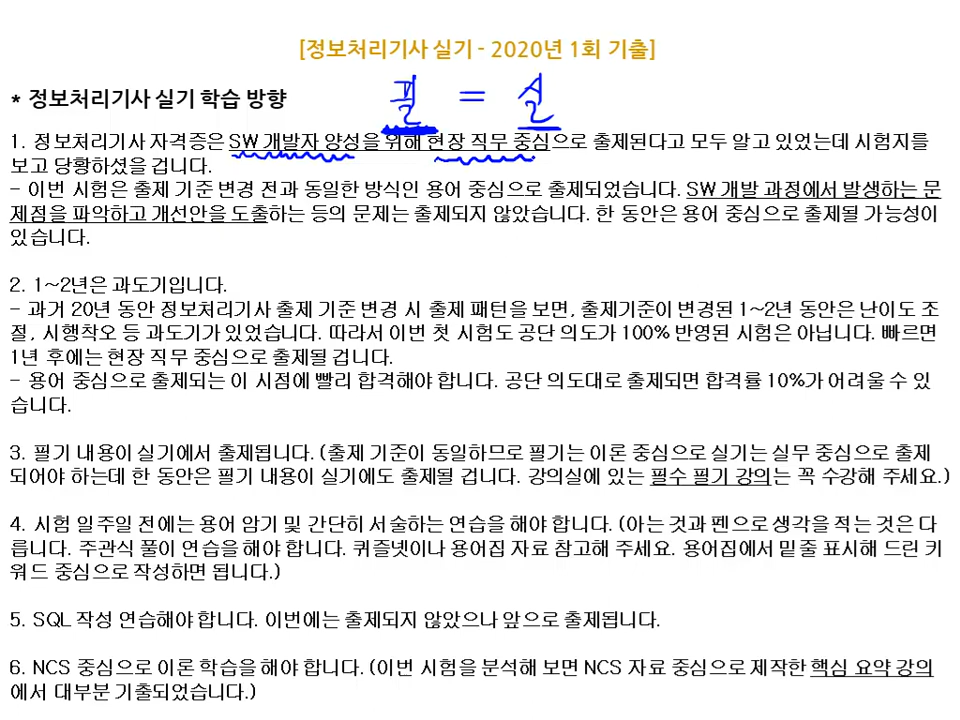 [정보처리기사 실기 - 2020년 1회 기출]
* 정보처리기사 실기 학습 방향
필 = 실
1. 정보처리기사 자격증은 SW 개발자 양성을 위해 현장 직무 중심으로 출제된다고 모두 알고 있었는데 시험지를
보고 당황하셨을 겁니다.
- 이번 시험은 출제 기준 변경 전과 동일한 방식인 용어 중심으로 출제되었습니다. SW 개발 과정에서 발생하는 문
제점을 파악하고 개선안을 도출하는 등의 문제는 출제되지 않았습니다. 한 동안은 용어 중심으로 출제될 가능성이
있습니다.
2. 1~2년은 과도기입니다.
- 과거 20년 동안 정보처리기사 출제 기준 변경 시 출제 패턴을 보면, 출제기준이 변경된 1~2년 동안은 난이도 조
절, 시행착오 등 과도기가 있었습니다. 따라서 이번 첫 시험도 공단 의도가 100% 반영된 시험은 아닙니다. 빠르면
1년 후에는 현장 직무 중심으로 출제될 겁니다.
- 용어 중심으로 출제되는 이 시점에 빨리 합격해야 합니다. 공단 의도대로 출제되면 합격률 10%가 어려울 수 있
습니다.
3. 필기 내용이 실기에서 출제됩니다. (출제 기준이 동일하므로 필기는 이론 중심으로 실기는 실무 중심으로 출제
되어야 하는데 한 동안은 필기 내용이 실기에도 출제될 겁니다. 강의실에 있는 필수 필기 강의는 꼭 수강해 주세요.)
4. 시험 일주일 전에는 용어 암기 및 간단히 서술하는 연습을 해야 합니다. (아는 것과 펜으로 생각을 적는 것은 다
릅니다. 주관식 풀이 연습을 해야 합니다. 퀴즐넷이나 용어집 자료 참고해 주세요. 용어집에서 밑줄 표시해 드린 키
워드 중심으로 작성하면 됩니다.)
5. SQL 작성 연습해야 합니다. 이번에는 출제되지 않았으나 앞으로 출제됩니다.
6. NCS 중심으로 이론 학습을 해야 합니다. (이번 시험을 분석해 보면 NCS 자료 중심으로 제작한 핵심 요약 강의
에서 대부분 기출되었습니다.)